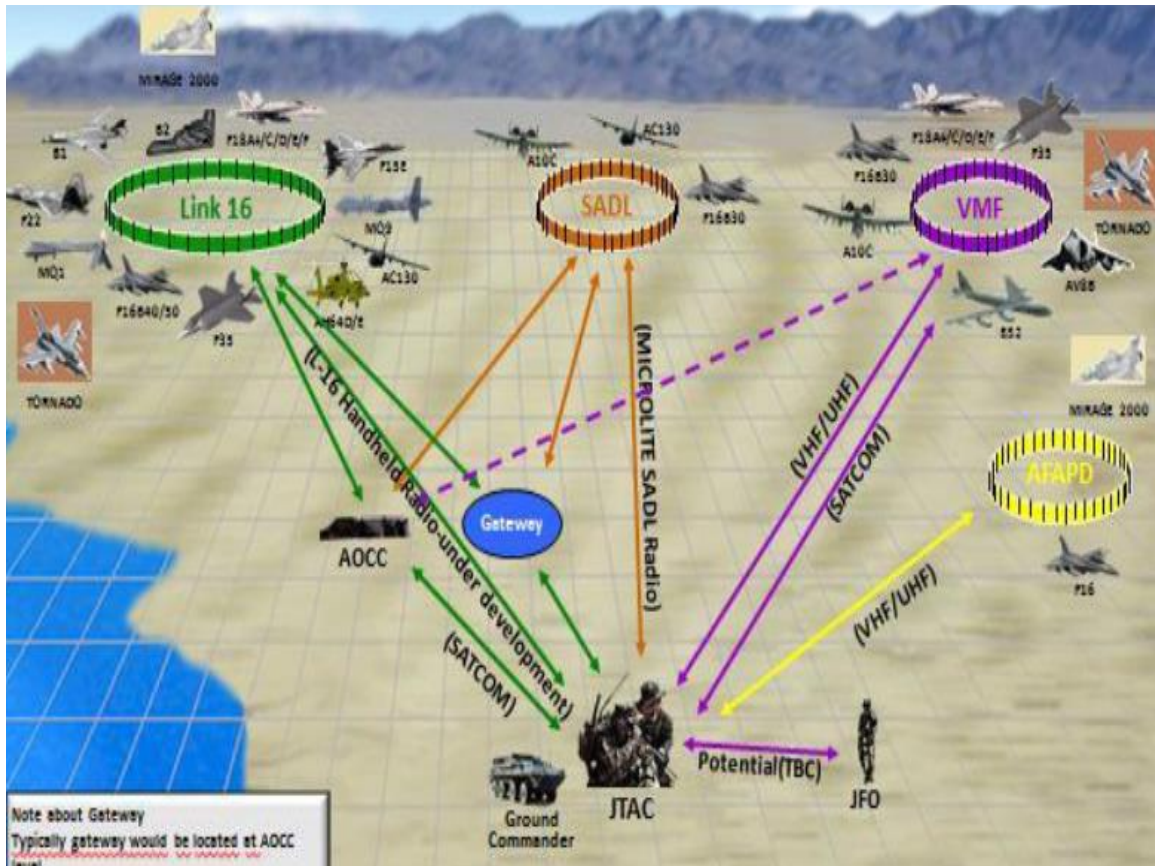 MIRAGE 2000
B2
F18A+/C/D/E/F
B1
F15E
F22
Link 16
MQ9
MQ1
AC130
F16B40/50
F35
AH64D/E
TORNADO
A10C
AC130
SADL
F16B30
F18A+/C/D/E/F
F35
F16B30
VMF
TORNADO
A10C
AV8B
B52
MIRAGE 2000
AFAPD
F16
(L-16 Handheld Radio-under development)
(MICROLITE SADL Radio)
(VHF/UHF)
(SATCOM)
(VHF/UHF)
Gateway
AOCC
(SATCOM)
Potential(TBC)
JTAC
JFO
Ground
Commander
Note about Gateway
Typically gateway would be located at AOCC
level